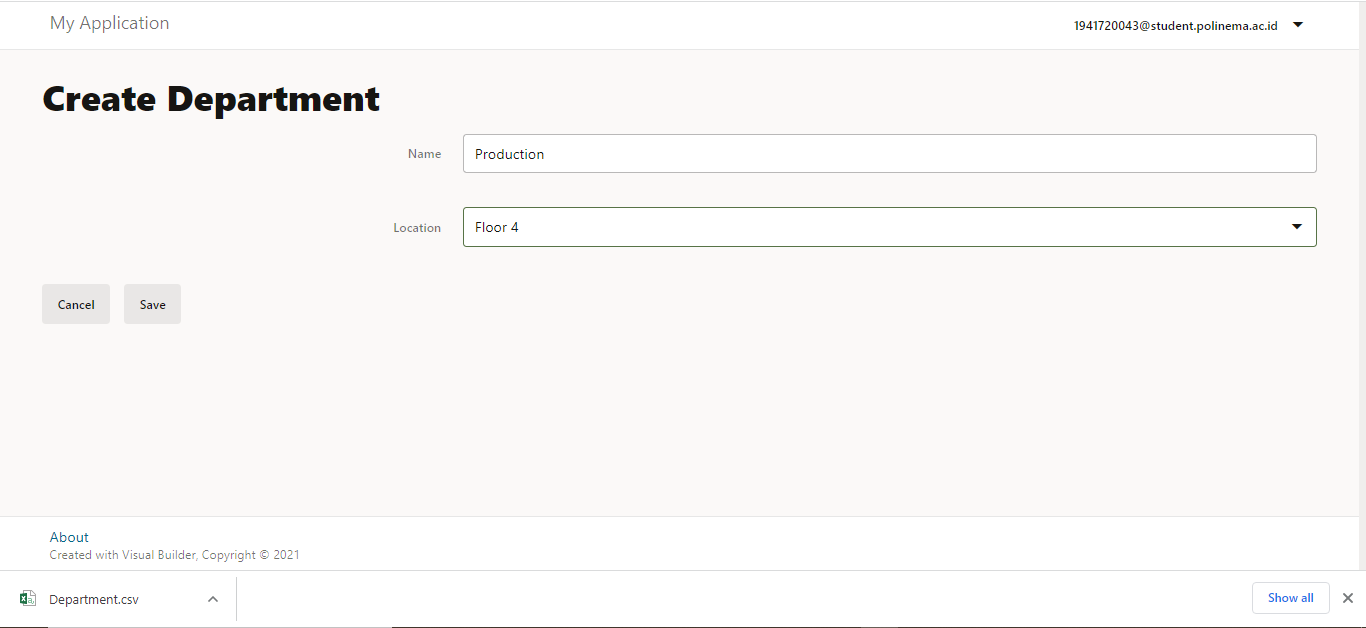 My Application
1941720043@student.polinema.ac.id
Create Department
Name
Production
Location
Floor 4
Cancel
Save
About
Created with Visual Builder, Copyright © 2021
Department.csv
Show all